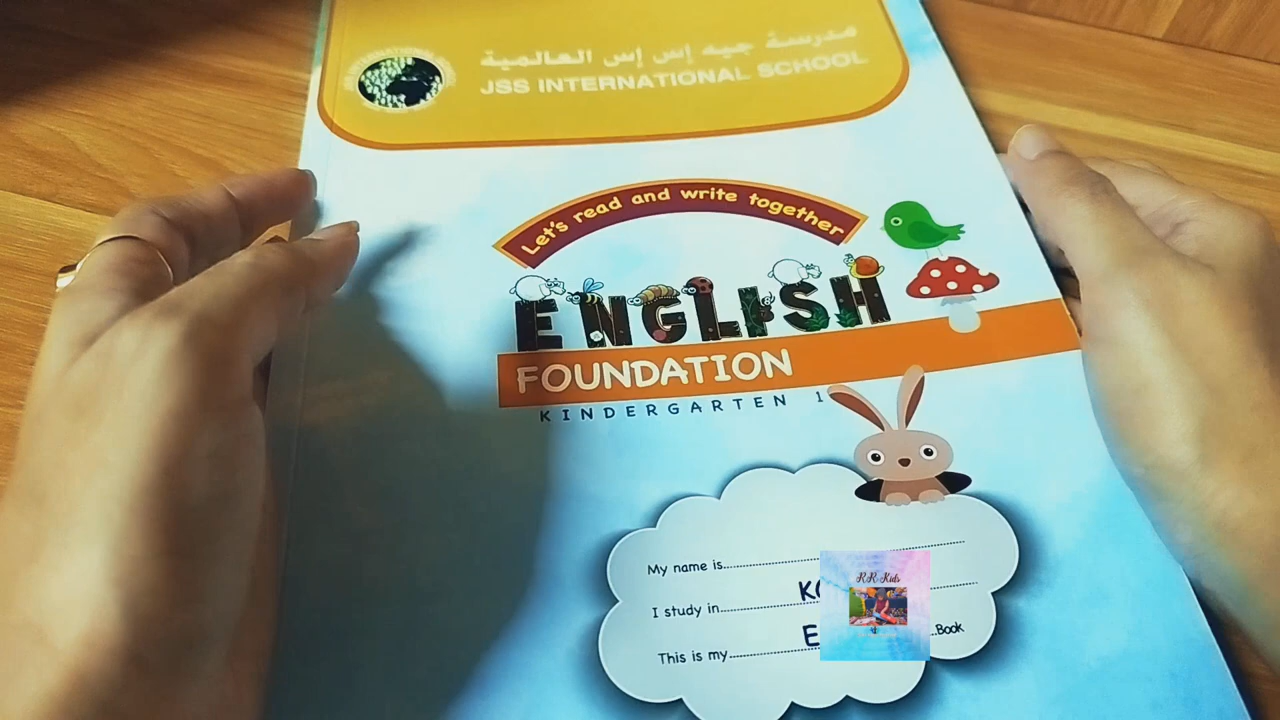 مدرسة جيه إس إس العالمية
JSS INTERNATIONAL SCHOOL
Let's read and write together
ENGLISH
FOUNDATION
KINDERGARTEN 1
My name is
I study in
This is my
Book
RR Kids